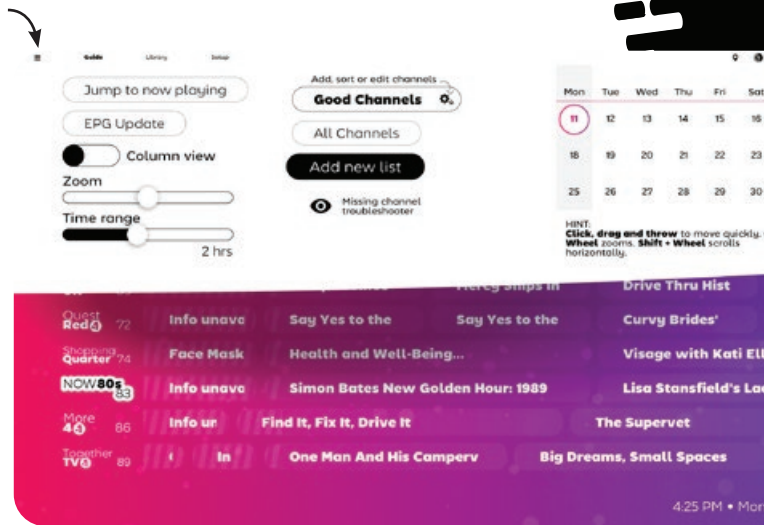 Guide Library Setup
Jump to now playing
EPG Update
Column view
Zoom
Time range
2 hrs
Add, sort or edit channels
Good Channels
All Channels
Add new list
Missing channel
troubleshooter
Mon Tue Wed Thu Fri Sat
11 12 13 14 15 16
18 19 20 21 22 23
25 26 27 28 29 30
HINT:
Click, drag and throw to move quickly.
Wheel zooms. Shift + Wheel scrolls
horizontally.
Drive Thru Hist
Quest
Red 72 Info unava Say Yes to the Say Yes to the Curvy Brides'
Shopping
Quarter 74 Face Mask Health and Well-Being... Visage with Kati Ell
NOW 80s 83 Info unava Simon Bates New Golden Hour: 1989 Lisa Stansfield's Lad
More
4 86 Info un Find It, Fix It, Drive It The Supervet
Together
TV 89 In One Man And His Camperv Big Dreams, Small Spaces
4:25 PM • Mon